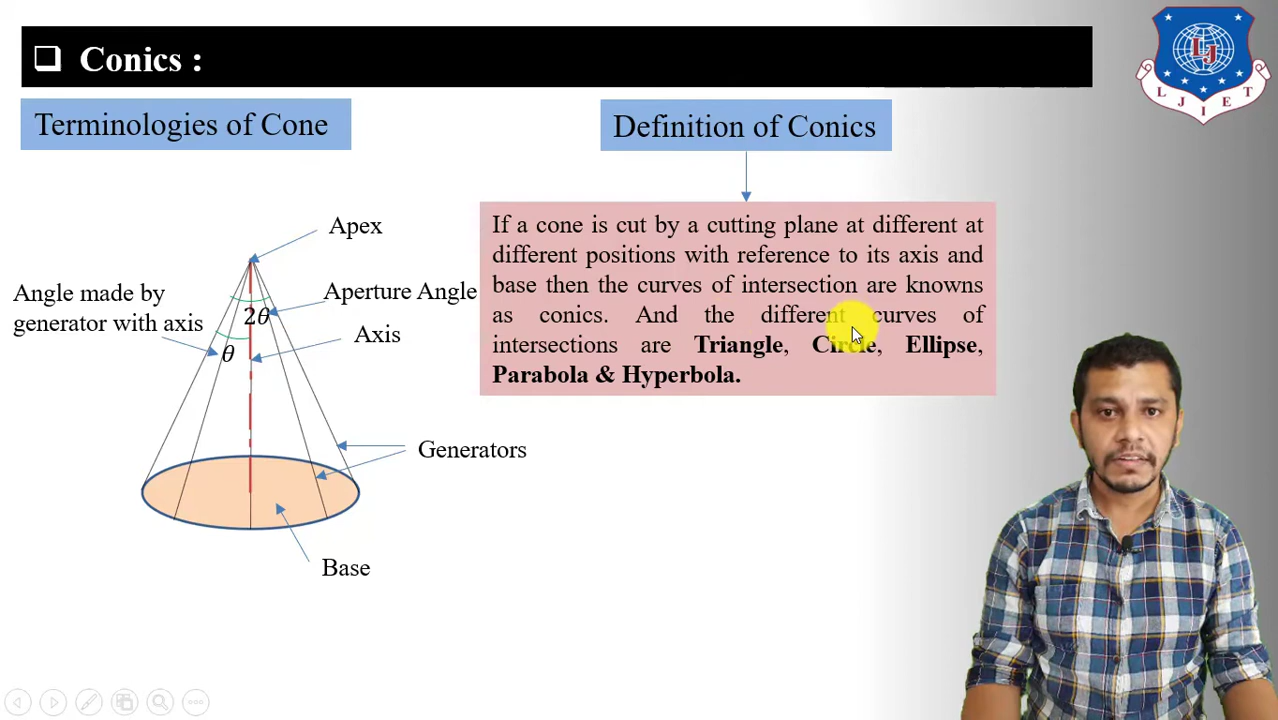 ❑ Conics :
Terminologies of Cone
Definition of Conics
Apex
Angle made by
generator with axis
Aperture Angle
2θ
θ
Axis
Generators
Base
If a cone is cut by a cutting plane at different at
different positions with reference to its axis and
base then the curves of intersection are knowns
as conics. And the different curves of
intersections are Triangle, Circle, Ellipse,
Parabola & Hyperbola.
LJ
L J I E T